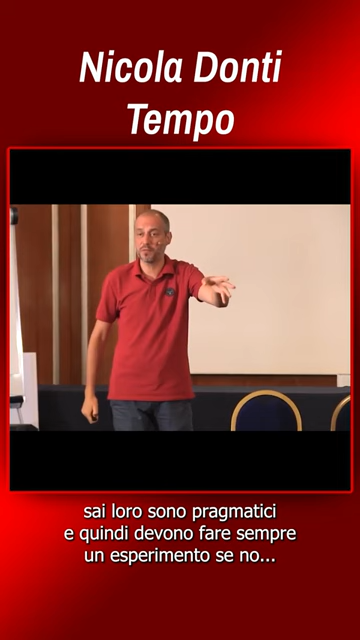 Nicola Donti
Tempo
sai loro sono pragmatici
e quindi devono fare sempre
un esperimento se no...